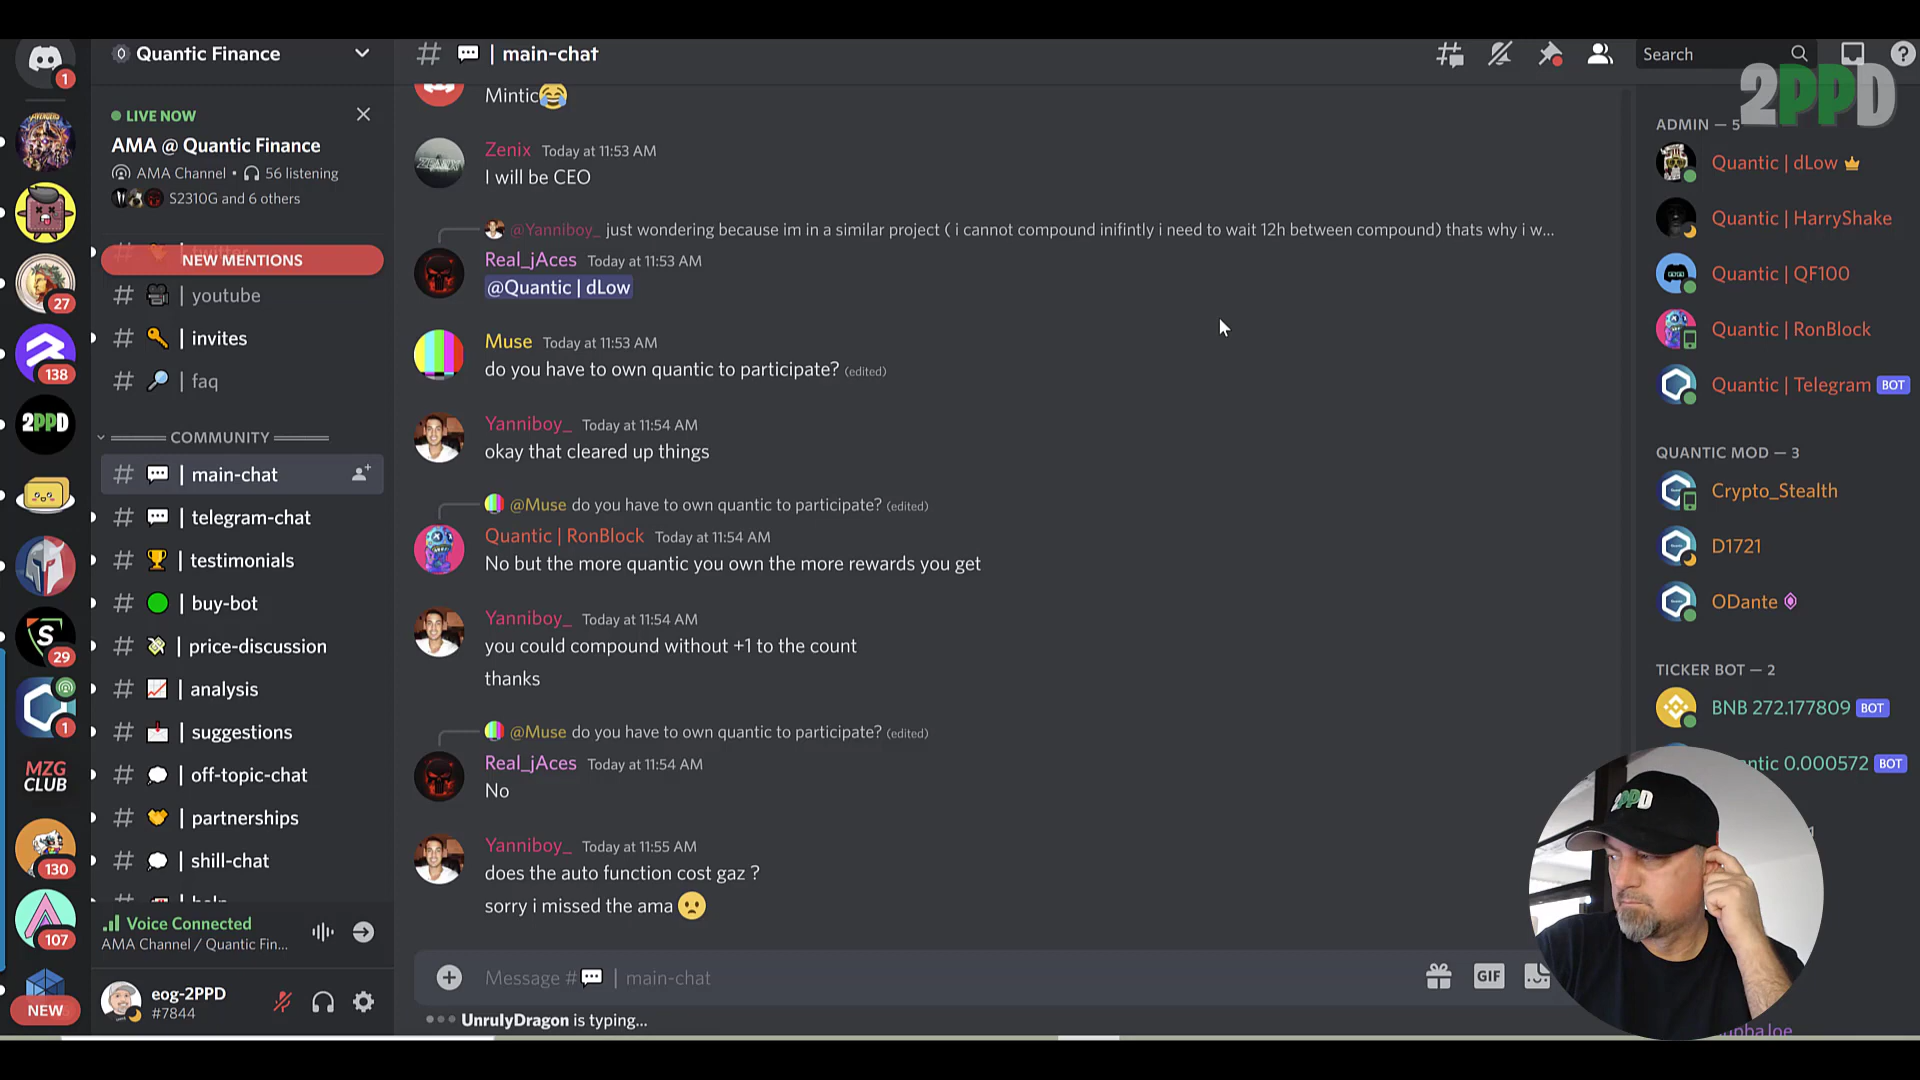 1
Quantic Finance
# | main-chat
Search
2PPD
LIVE NOW
AMA @ Quantic Finance
AMA Channel • 56 listening
S2310G and 6 others
NEW MENTIONS
# | youtube
# | invites
# | faq
COMMUNITY
# | main-chat
# | telegram-chat
# | testimonials
# | buy-bot
# | price-discussion
# | analysis
# | suggestions
# | off-topic-chat
# | partnerships
# | shill-chat
Voice Connected
AMA Channel / Quantic Fin...
eog-2PPD
#7844
27
138
2PPD
S
29
1
MZG
CLUB
130
107
NEW
Mintic😂
Zenix Today at 11:53 AM
I will be CEO
@Yanniboy_ just wondering because im in a similar project ( i cannot compound inifintly i need to wait 12h between compound) thats why i w...
Real_jAces Today at 11:53 AM
@Quantic | dLow
Muse Today at 11:53 AM
do you have to own quantic to participate? (edited)
Yanniboy_ Today at 11:54 AM
okay that cleared up things
@Muse do you have to own quantic to participate? (edited)
Quantic | RonBlock Today at 11:54 AM
No but the more quantic you own the more rewards you get
Yanniboy_ Today at 11:54 AM
you could compound without +1 to the count
thanks
@Muse do you have to own quantic to participate? (edited)
Real_jAces Today at 11:54 AM
No
Yanniboy_ Today at 11:55 AM
does the auto function cost gaz ?
sorry i missed the ama 🙁
Message # | main-chat
GIF
UnrulyDragon is typing...
ADMIN — 5
Quantic | dLow
Quantic | HarryShake
Quantic | QF100
Quantic | RonBlock
Quantic | Telegram BOT
QUANTIC MOD — 3
Crypto_Stealth
D1721
ODante
TICKER BOT — 2
BNB 272.177809 BOT
0.000572 BOT
2PPD